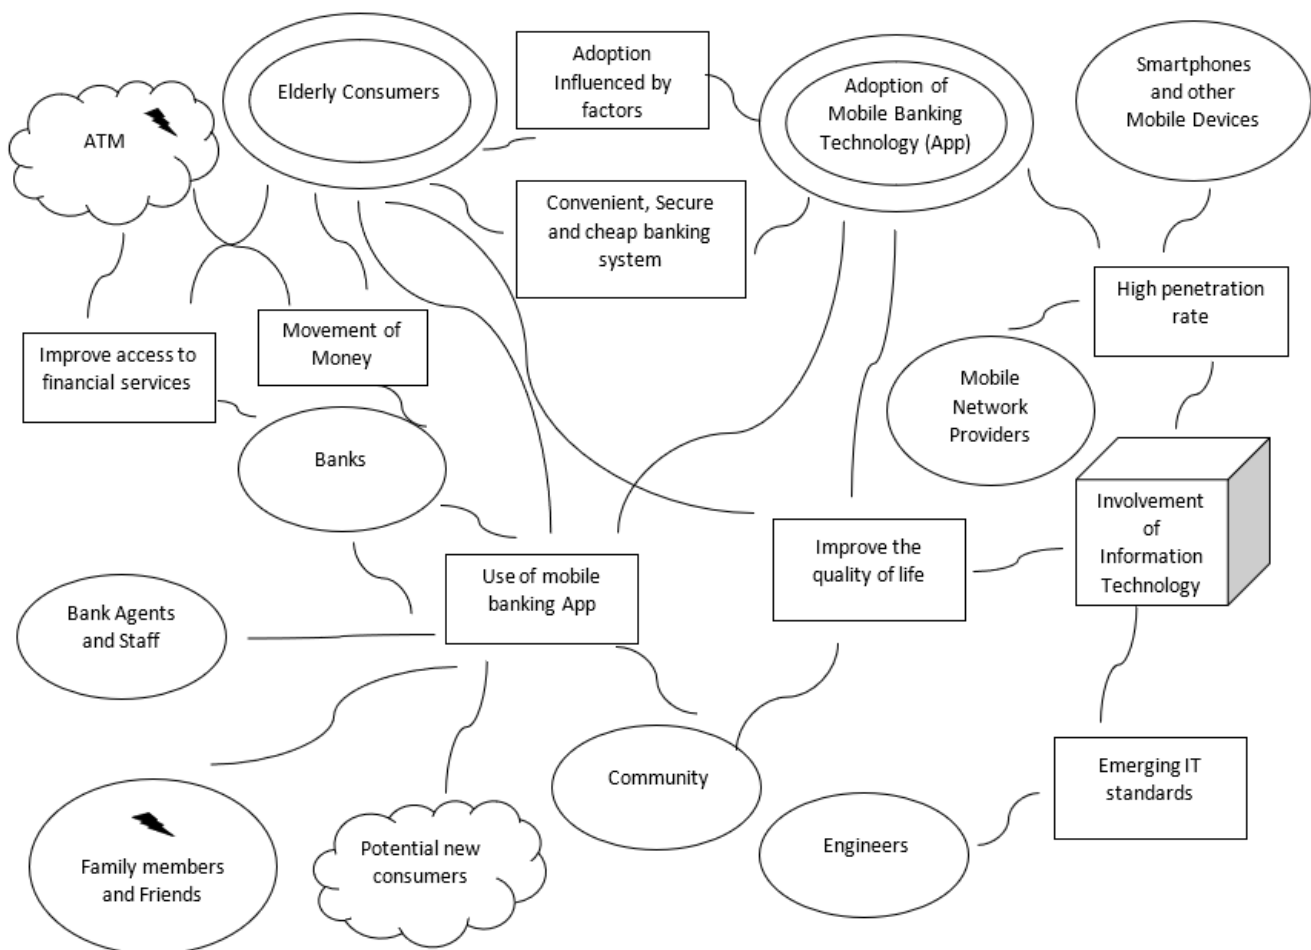 Elderly Consumers
Adoption
Influenced by
factors
Adoption of
Mobile Banking
Technology (App)
Smartphones
and other
Mobile Devices
ATM
Convenient, Secure
and cheap banking
system
High penetration
rate
Improve access to
financial services
Movement of
Money
Mobile
Network
Providers
Banks
Involvement
of
Information
Technology
Use of mobile
banking App
Improve the
quality of life
Bank Agents
and Staff
Community
Emerging IT
standards
Family members
and Friends
Potential new
consumers
Engineers